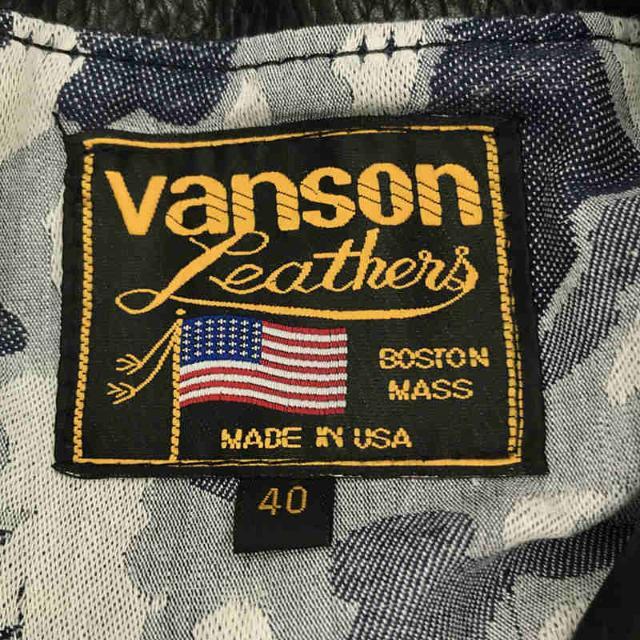 vanson
Leathers
BOSTON
MASS
MADE IN USA
40